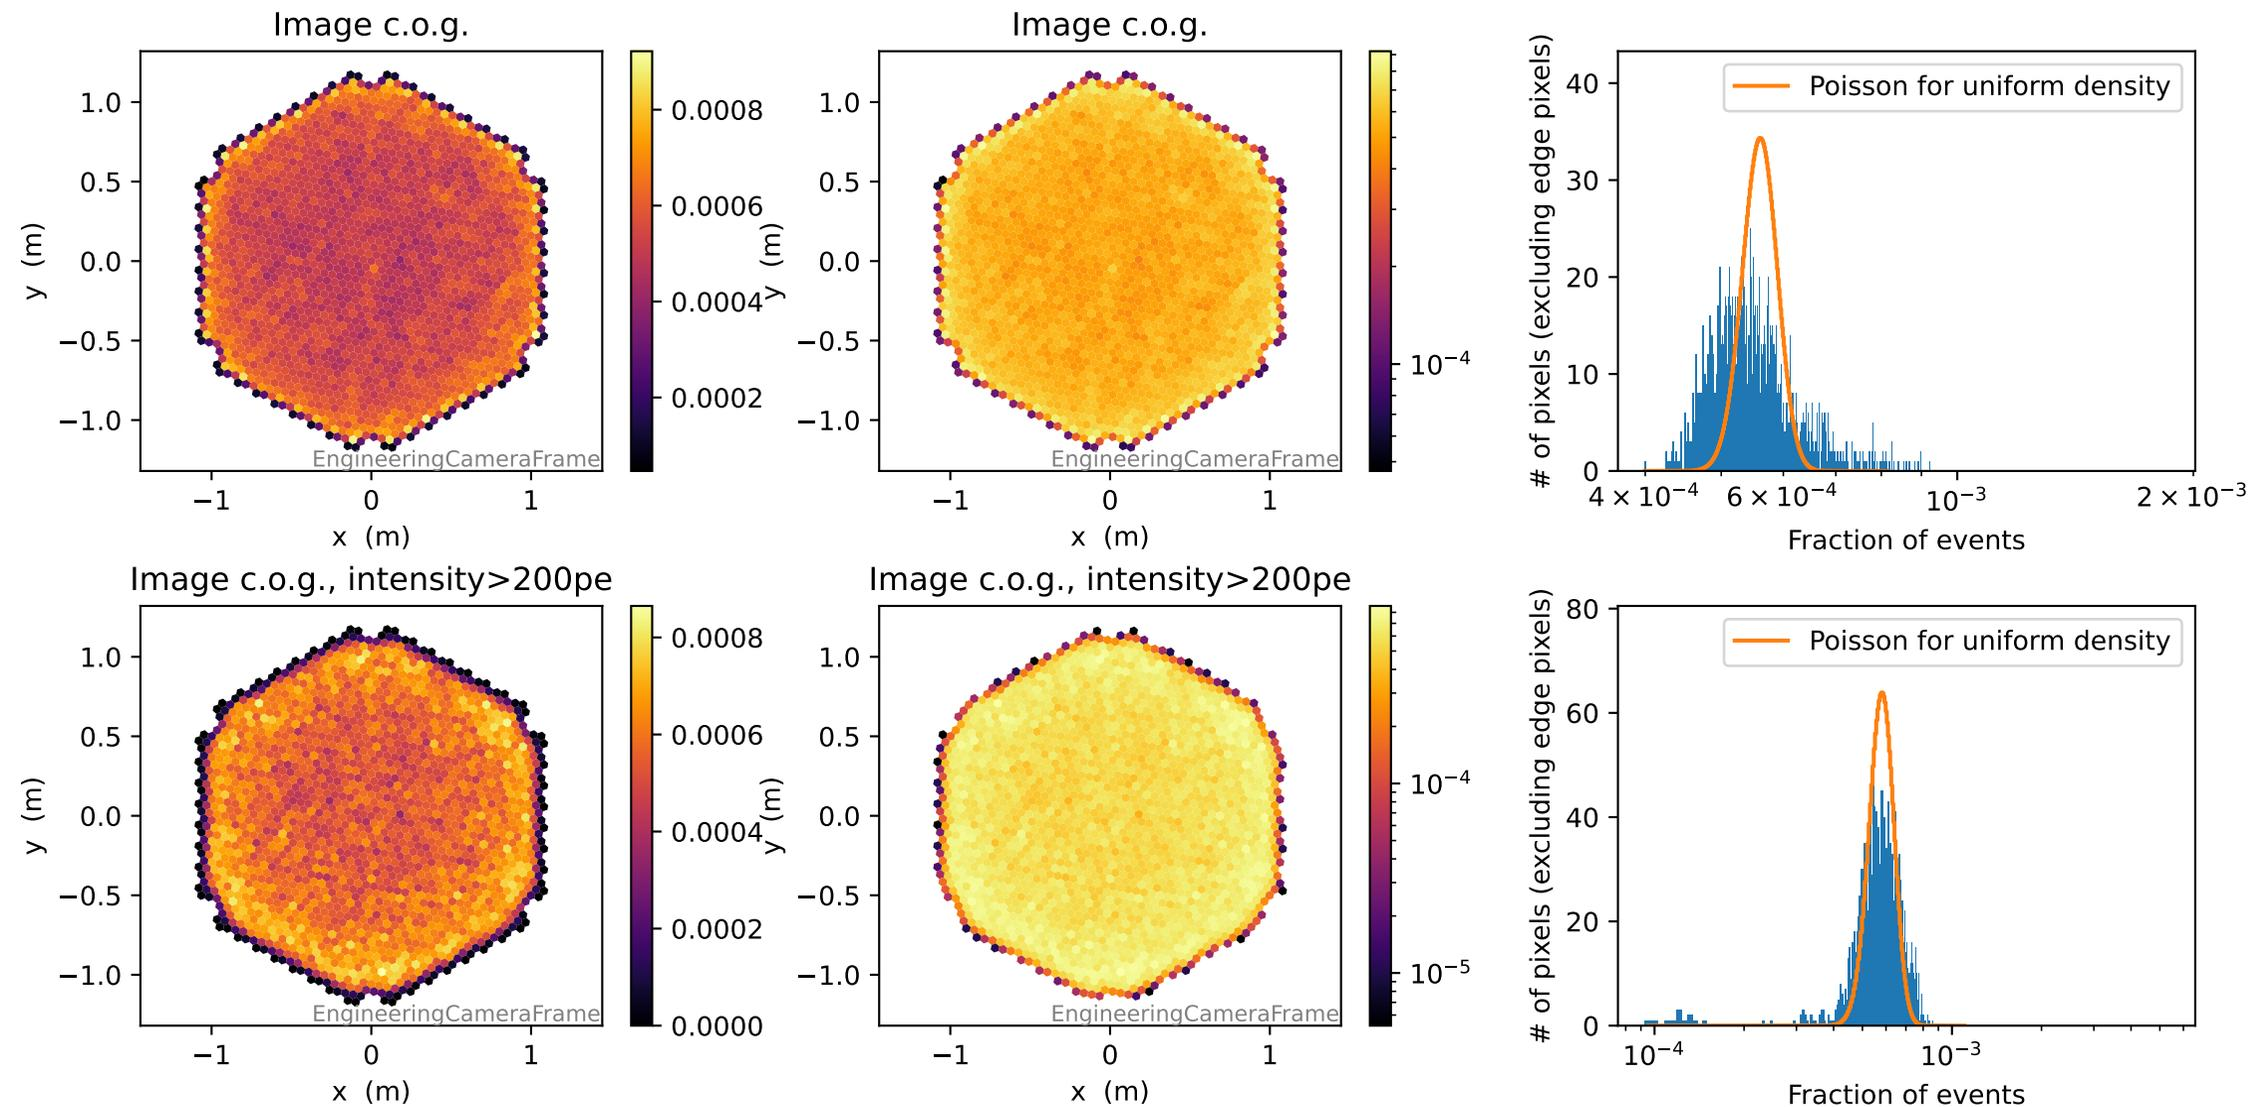 Image c.o.g.
1.0
0.5
0.0
−0.5
−1.0
y (m)
−1
0
1
x (m)
EngineeringCameraFrame
0.0008
0.0006
0.0004
0.0002
Image c.o.g.
1.0
0.5
0.0
−0.5
−1.0
y (m)
−1
0
1
x (m)
EngineeringCameraFrame
10⁻⁴
# of pixels (excluding edge pixels)
40
30
20
10
0
Poisson for uniform density
4 × 10⁻⁴
6 × 10⁻⁴
10⁻³
2 × 10⁻³
Fraction of events
Image c.o.g., intensity>200pe
1.0
0.5
0.0
−0.5
−1.0
y (m)
−1
0
1
x (m)
EngineeringCameraFrame
0.0008
0.0006
0.0004
0.0002
0.0000
Image c.o.g., intensity>200pe
1.0
0.5
0.0
−0.5
−1.0
y (m)
−1
0
1
x (m)
EngineeringCameraFrame
10⁻⁴
10⁻⁵
# of pixels (excluding edge pixels)
80
60
40
20
0
Poisson for uniform density
10⁻⁴
10⁻³
Fraction of events